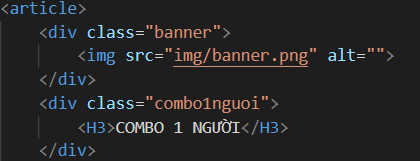 <article>
<div class="banner">
<img src="img/banner.png" alt="">
</div>
<div class="combo1nguoi">
<H3>COMBO 1 NGƯỜI</H3>
</div>